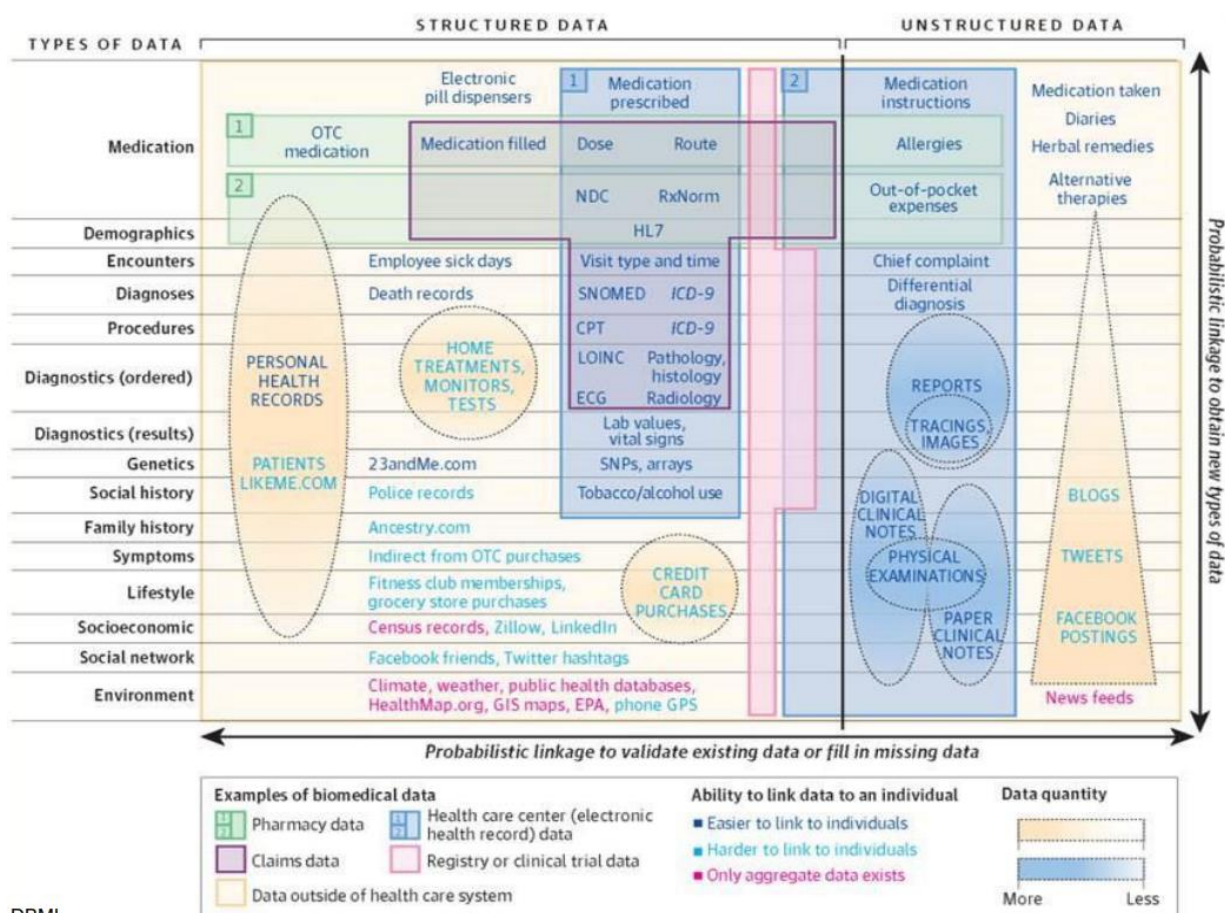 STRUCTURED DATA
UNSTRUCTURED DATA
TYPES OF DATA
Medication
Electronic
pill dispensers
1
Medication
prescribed
2
Medication
instructions
Medication taken
Diaries
Herbal remedies
Alternative
therapies
1
OTC
medication
Medication filled
Dose
Route
Allergies
2
NDC
RxNorm
Out-of-pocket
expenses
Demographics
HL7
Encounters
Employee sick days
Visit type and time
Chief complaint
Diagnoses
Death records
SNOMED
ICD-9
Differential
diagnosis
Procedures
CPT
ICD-9
Diagnostics (ordered)
PERSONAL
HEALTH
RECORDS
HOME
TREATMENTS,
MONITORS,
TESTS
LOINC
Pathology,
histology
ECG
Radiology
REPORTS
TRACINGS,
IMAGES
Diagnostics (results)
Lab values,
vital signs
Genetics
PATIENTS
LIKEME.COM
23andMe.com
SNPs, arrays
Social history
Police records
Tobacco/alcohol use
DIGITAL
CLINICAL
NOTES
BLOGS
Family history
Ancestry.com
Symptoms
Indirect from OTC purchases
PHYSICAL
EXAMINATIONS
TWEETS
Lifestyle
Fitness club memberships,
grocery store purchases
CREDIT
CARD
PURCHASES
Socioeconomic
Census records, Zillow, LinkedIn
PAPER
CLINICAL
NOTES
FACEBOOK
POSTINGS
Social network
Facebook friends, Twitter hashtags
Environment
Climate, weather, public health databases,
HealthMap.org, GIS maps, EPA, phone GPS
News feeds
Probabilistic linkage to obtain new types of data
Probabilistic linkage to validate existing data or fill in missing data
Examples of biomedical data
1
2
Pharmacy data
1
2
Health care center (electronic
health record) data
Claims data
Registry or clinical trial data
Data outside of health care system
Ability to link data to an individual
Easier to link to individuals
Harder to link to individuals
Only aggregate data exists
Data quantity
More
Less